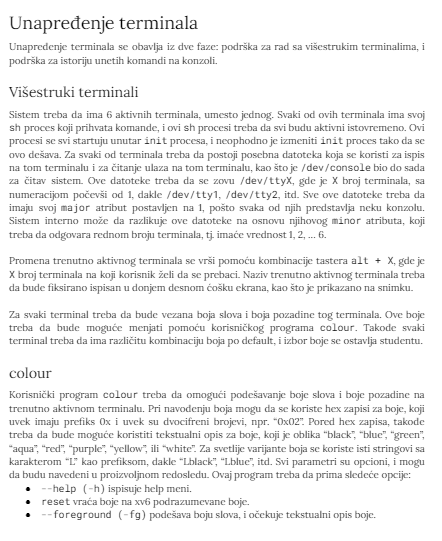 Unapređenje terminala
Unapređenje terminala se obavlja iz dve faze: podrška za rad sa višestrukim terminalima, i
podrška za istoriju unetih komandi na konzoli.
Višestruki terminali
Sistem treba da ima 6 aktivnih terminala, umesto jednog. Svaki od ovih terminala ima svoj
sh proces koji prihvata komande, i ovi sh procesi treba da svi budu aktivni istovremeno. Ovi
procesi se svi startuju unutar init procesa, i neophodno je izmeniti init proces tako da se
ovo dešava. Za svaki od terminala treba da postoji posebna datoteka koja se koristi za ispis
na tom terminalu i za čitanje ulaza na tom terminalu, kao što je /dev/console bio do sada
za čitav sistem. Ove datoteke treba da se zovu /dev/ttyX, gde je X broj terminala, sa
numeracijom počevši od 1, dakle /dev/tty1, /dev/tty2, itd. Sve ove datoteke treba da
imaju svoj major atribut postavljen na 1, pošto svaka od njih predstavlja neku konzolu.
Sistem interno može da razlikuje ove datoteke na osnovu njihovog minor atributa, koji
treba da odgovara rednom broju terminala, tj. imaće vrednost 1, 2, ... 6.
Promena trenutno aktivnog terminala se vrši pomoću kombinacije tastera alt + X, gde je
X broj terminala na koji korisnik želi da se prebaci. Naziv trenutno aktivnog terminala treba
da bude fiksirano ispisan u donjem desnom ćošku ekrana, kao što je prikazano na snimku.
Za svaki terminal treba da bude vezana boja slova i boja pozadine tog terminala. Ove boje
treba da bude moguće menjati pomoću korisničkog programa colour. Takođe svaki
terminal treba da ima različitu kombinaciju boja po default, i izbor boje se ostavlja studentu.
colour
Korisnički program colour treba da omogući podešavanje boje slova i boje pozadine na
trenutno aktivnom terminalu. Pri navođenju boja mogu da se koriste hex zapisi za boje, koji
uvek imaju prefiks 0x i uvek su dvocifreni brojevi, npr. "0x02". Pored hex zapisa, takođe
treba da bude moguće koristiti tekstualni opis za boje, koji je oblika "black", "blue", "green",
"aqua", "red", "purple", "yellow", ili "white". Za svetlije varijante boja se koriste isti stringovi sa
karakterom "L" kao prefiksom, dakle "Lblack", "Lblue", itd. Svi parametri su opcioni, i mogu
da budu navedeni u proizvoljnom redosledu. Ovaj program treba da prima sledeće opcije:
● --help (-h) ispisuje help meni.
● reset vraća boje na xv6 podrazumevane boje.
● --foreground (-fg) podešava boju slova, i očekuje tekstualni opis boje.